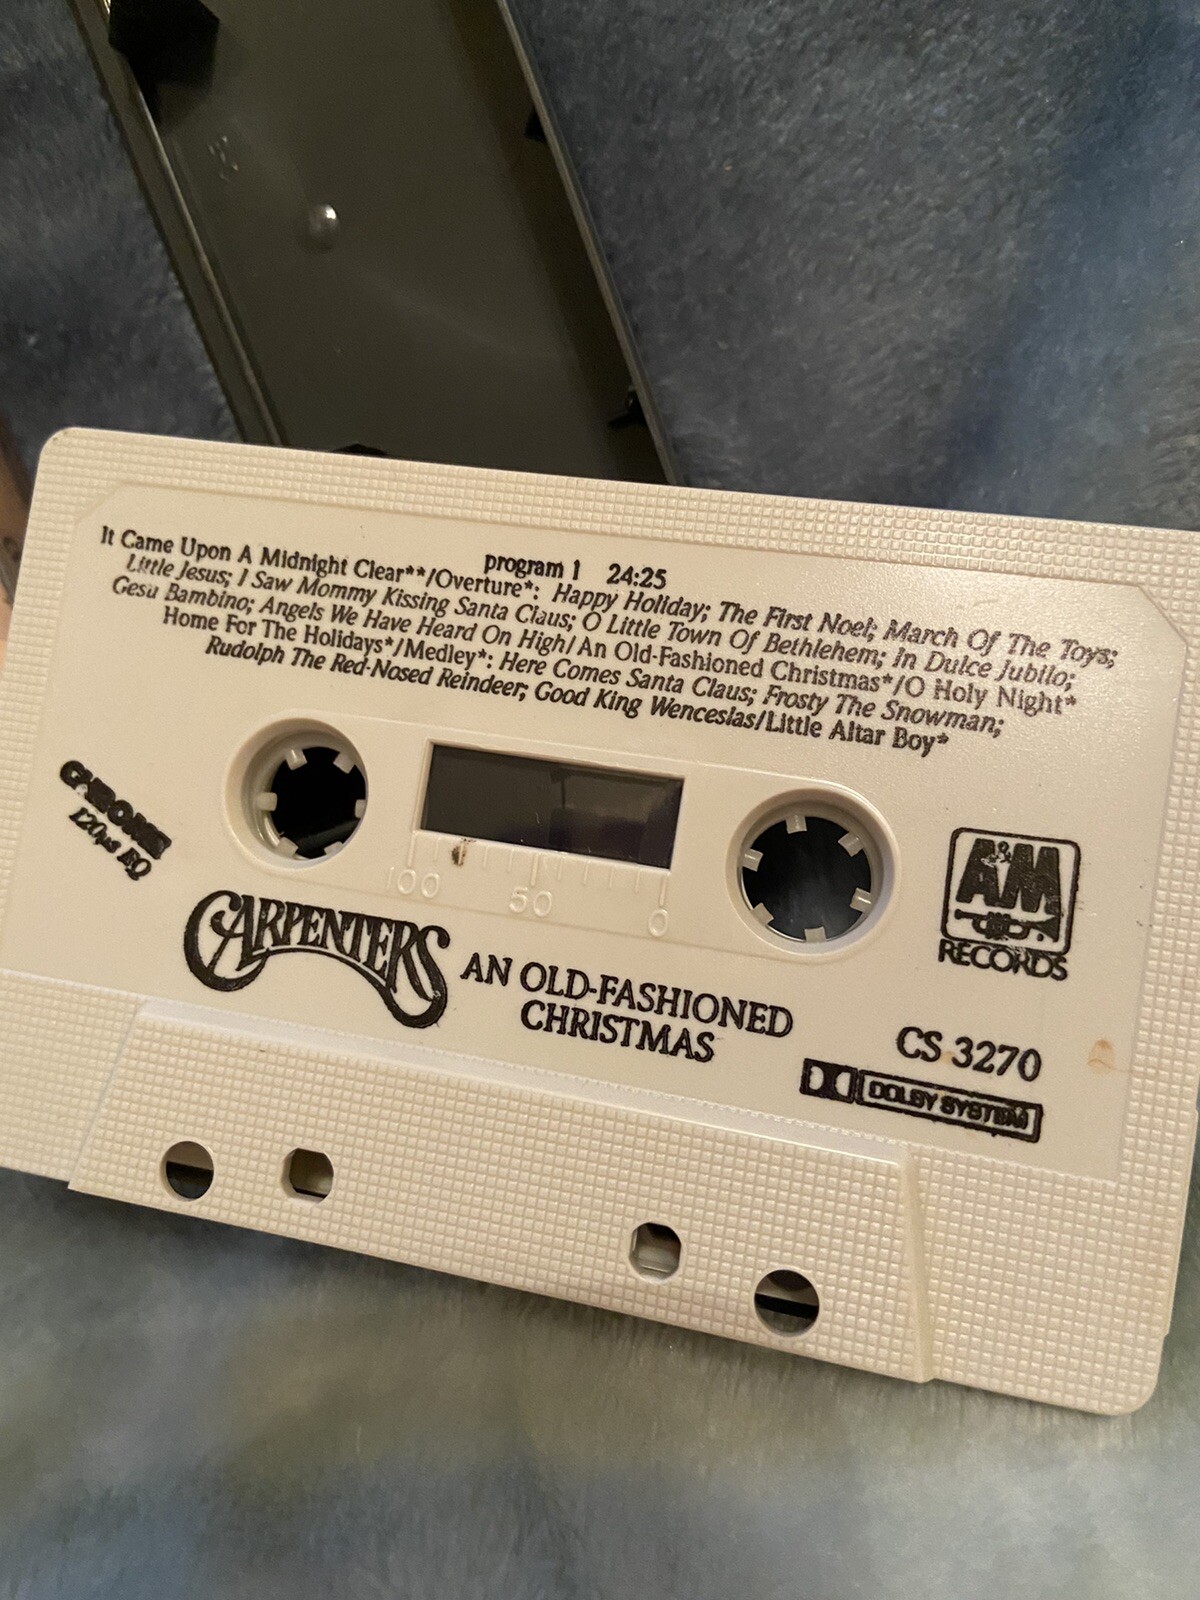 program 1 24:25
It Came Upon A Midnight Clear**/Overture*: Happy Holiday; The First Noel; March Of The Toys;
Little Jesus; I Saw Mommy Kissing Santa Claus; O Little Town Of Bethlehem; In Dulce Jubilo;
Gesu Bambino; Angels We Have Heard On High/An Old-Fashioned Christmas*/O Holy Night*
Home For The Holidays*/Medley*: Here Comes Santa Claus; Frosty The Snowman;
Rudolph The Red-Nosed Reindeer; Good King Wenceslas/Little Altar Boy*
CHROME
120μs EQ
100 50 0
A&M
RECORDS
CARPENTERS
AN OLD-FASHIONED
CHRISTMAS
CS 3270
DOLBY SYSTEM